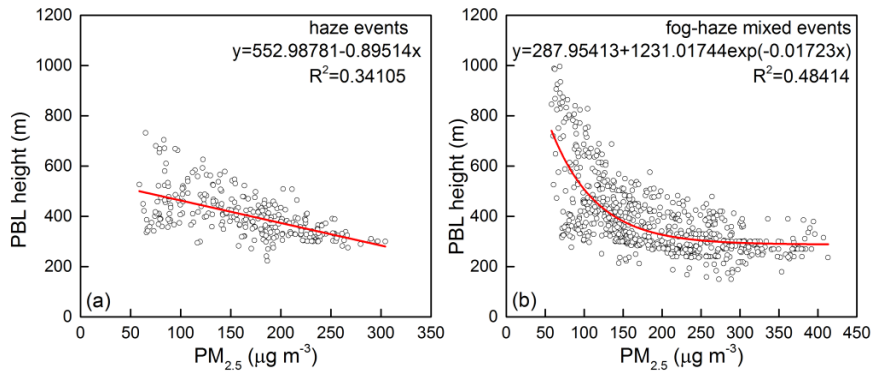 haze events
y=552.98781-0.89514x
R²=0.34105
1200
1000
800
600
400
200
0
PBL height (m)
(a)
0 50 100 150 200 250 300 350
PM₂.₅ (μg m⁻³)
fog-haze mixed events
y=287.95413+1231.01744exp(-0.01723x)
R²=0.48414
1200
1000
800
600
400
200
0
PBL height (m)
(b)
0 50 100 150 200 250 300 350 400 450
PM₂.₅ (μg m⁻³)